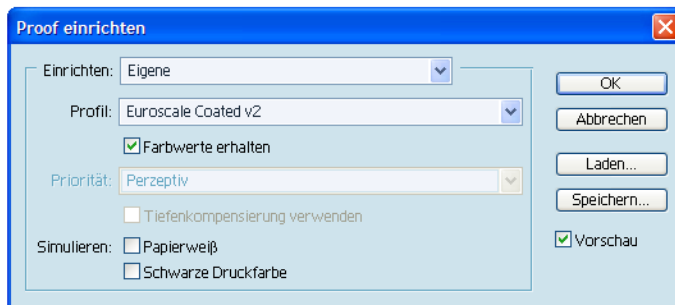 Proof einrichten
Einrichten: Eigene
Profil: Euroscale Coated v2
Farbwerte erhalten
Priorität: Perzeptiv
Tiefenkompensierung verwenden
Simulieren: Papierweiß
Schwarze Druckfarbe
OK
Abbrechen
Laden...
Speichern...
Vorschau